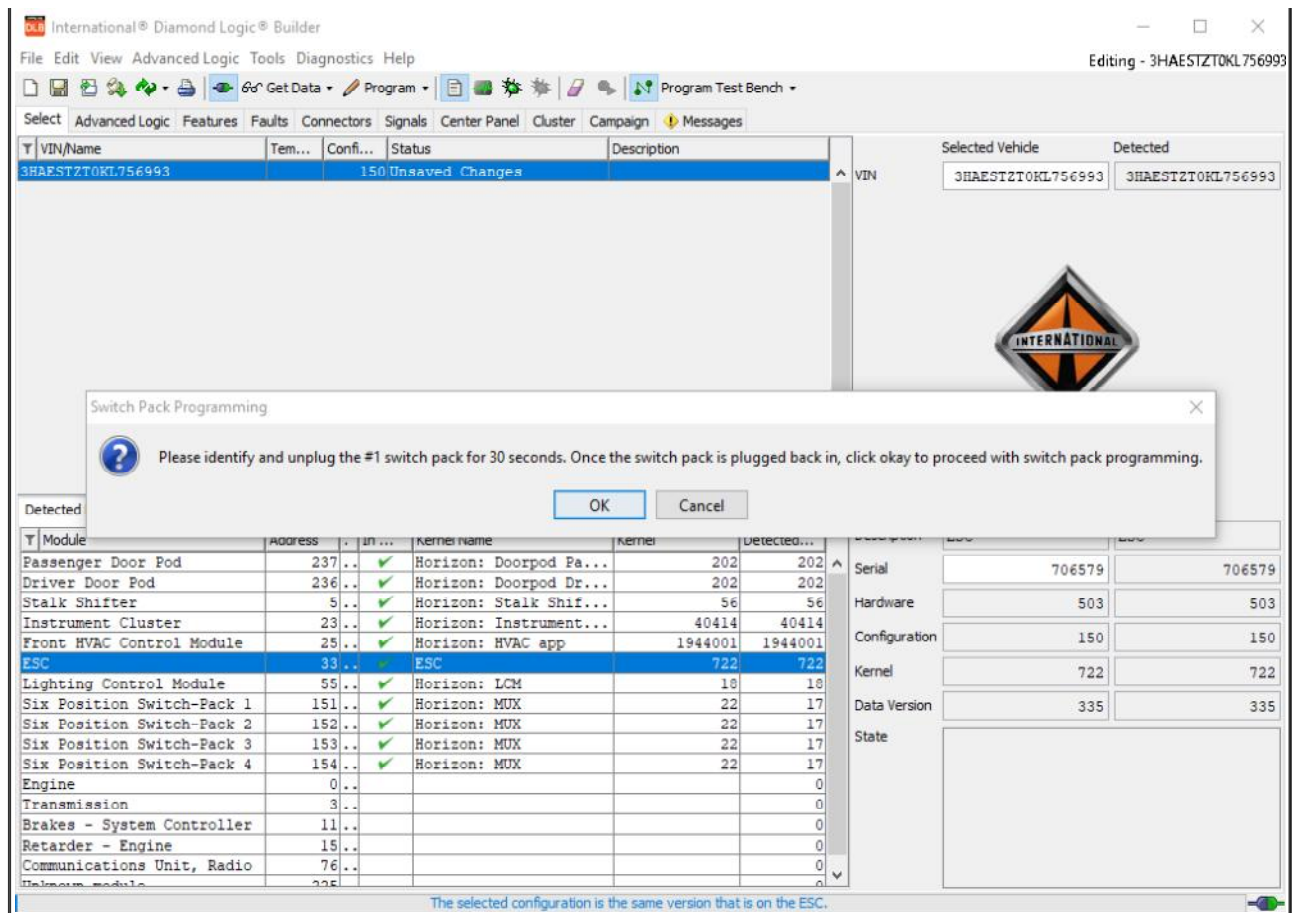 DLB International® Diamond Logic® Builder
File Edit View Advanced Logic Tools Diagnostics Help
Editing - 3HAESTZT0KL756993
Get Data Program Program Test Bench
Select Advanced Logic Features Faults Connectors Signals Center Panel Cluster Campaign Messages
VIN/Name Tem... Confi... Status Description
3HAESTZT0KL756993 150 Unsaved Changes
Selected Vehicle Detected
VIN 3HAESTZT0KL756993 3HAESTZT0KL756993
INTERNATIONAL
Switch Pack Programming
Please identify and unplug the #1 switch pack for 30 seconds. Once the switch pack is plugged back in, click okay to proceed with switch pack programming.
OK Cancel
Detected
Module Address . In ... Kernel Name Kernel Detected...
Passenger Door Pod 237 .. Horizon: Doorpod Pa... 202 202
Driver Door Pod 236 .. Horizon: Doorpod Dr... 202 202
Stalk Shifter 5 .. Horizon: Stalk Shif... 56 56
Instrument Cluster 23 .. Horizon: Instrument... 40414 40414
Front HVAC Control Module 25 .. Horizon: HVAC app 1944001 1944001
ESC 33 .. ESC 722 722
Lighting Control Module 55 .. Horizon: LCM 18 18
Six Position Switch-Pack 1 151 .. Horizon: MUX 22 17
Six Position Switch-Pack 2 152 .. Horizon: MUX 22 17
Six Position Switch-Pack 3 153 .. Horizon: MUX 22 17
Six Position Switch-Pack 4 154 .. Horizon: MUX 22 17
Engine 0 .. 0
Transmission 3 .. 0
Brakes - System Controller 11 .. 0
Retarder - Engine 15 .. 0
Communications Unit, Radio 76 .. 0
Serial 706579 706579
Hardware 503 503
Configuration 150 150
Kernel 722 722
Data Version 335 335
State
The selected configuration is the same version that is on the ESC.